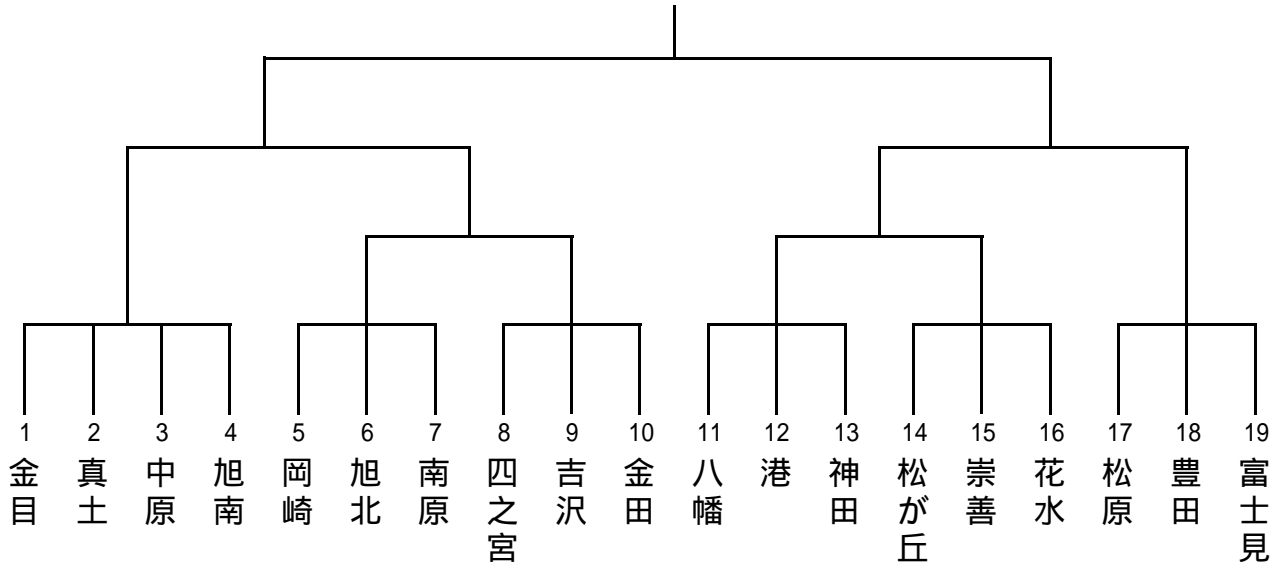 1
2
3
4
5
6
7
8
9
10
11
12
13
14
15
16
17
18
19
金目
真土
中原
旭南
岡崎
旭北
南原
四之宮
吉沢
金田
八幡
港
神田
松が丘
崇善
花水
松原
豊田
富士見